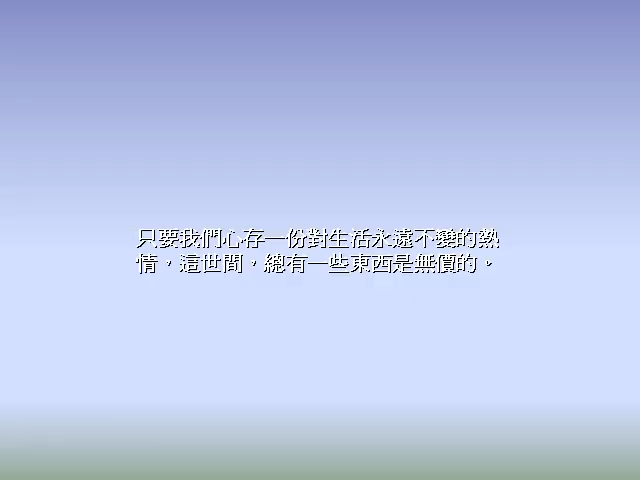 只要我們心存一份對生活永遠不變的熱
情，這世間，總有一些東西是無價的。